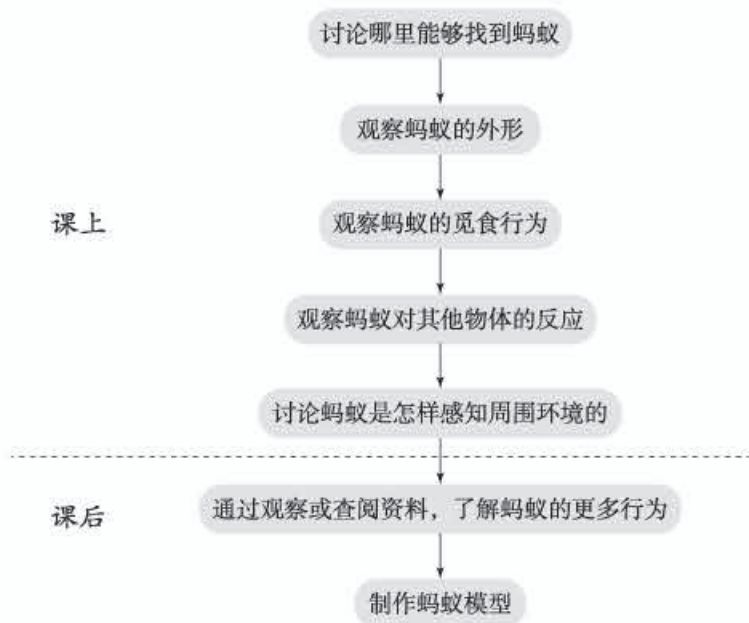 讨论哪里能够找到蚂蚁
观察蚂蚁的外形
课上
观察蚂蚁的觅食行为
观察蚂蚁对其他物体的反应
讨论蚂蚁是怎样感知周围环境的
课后
通过观察或查阅资料，了解蚂蚁的更多行为
制作蚂蚁模型